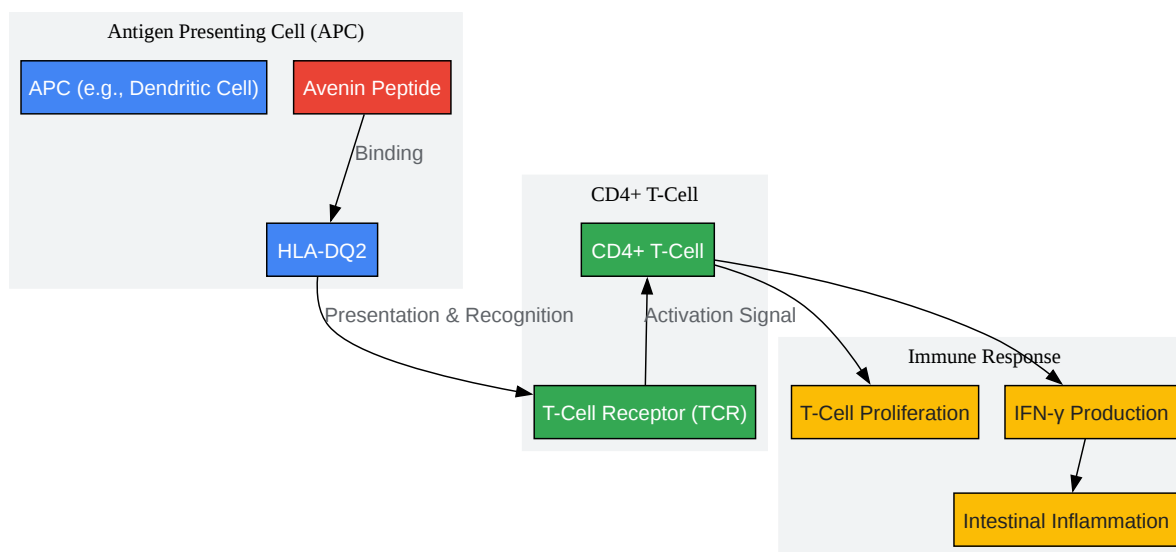 Antigen Presenting Cell (APC)
APC (e.g., Dendritic Cell)
Avenin Peptide
Binding
HLA-DQ2
Presentation & Recognition
CD4+ T-Cell
CD4+ T-Cell
Activation Signal
T-Cell Receptor (TCR)
Immune Response
T-Cell Proliferation
IFN-γ Production
Intestinal Inflammation